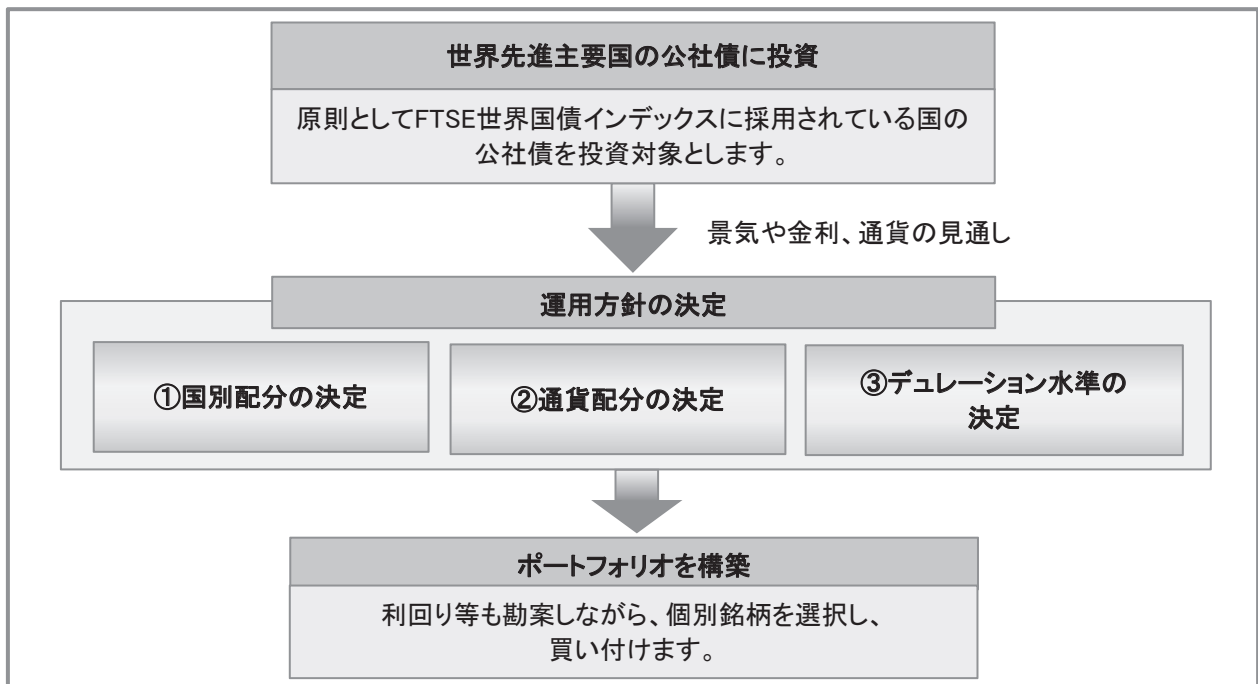 世界先進主要国の公社債に投資
原則としてFTSE世界国債インデックスに採用されている国の
公社債を投資対象とします。
景気や金利、通貨の見通し
運用方針の決定
①国別配分の決定
②通貨配分の決定
③デュレーション水準の
決定
ポートフォリオを構築
利回り等も勘案しながら、個別銘柄を選択し、
買い付けます。